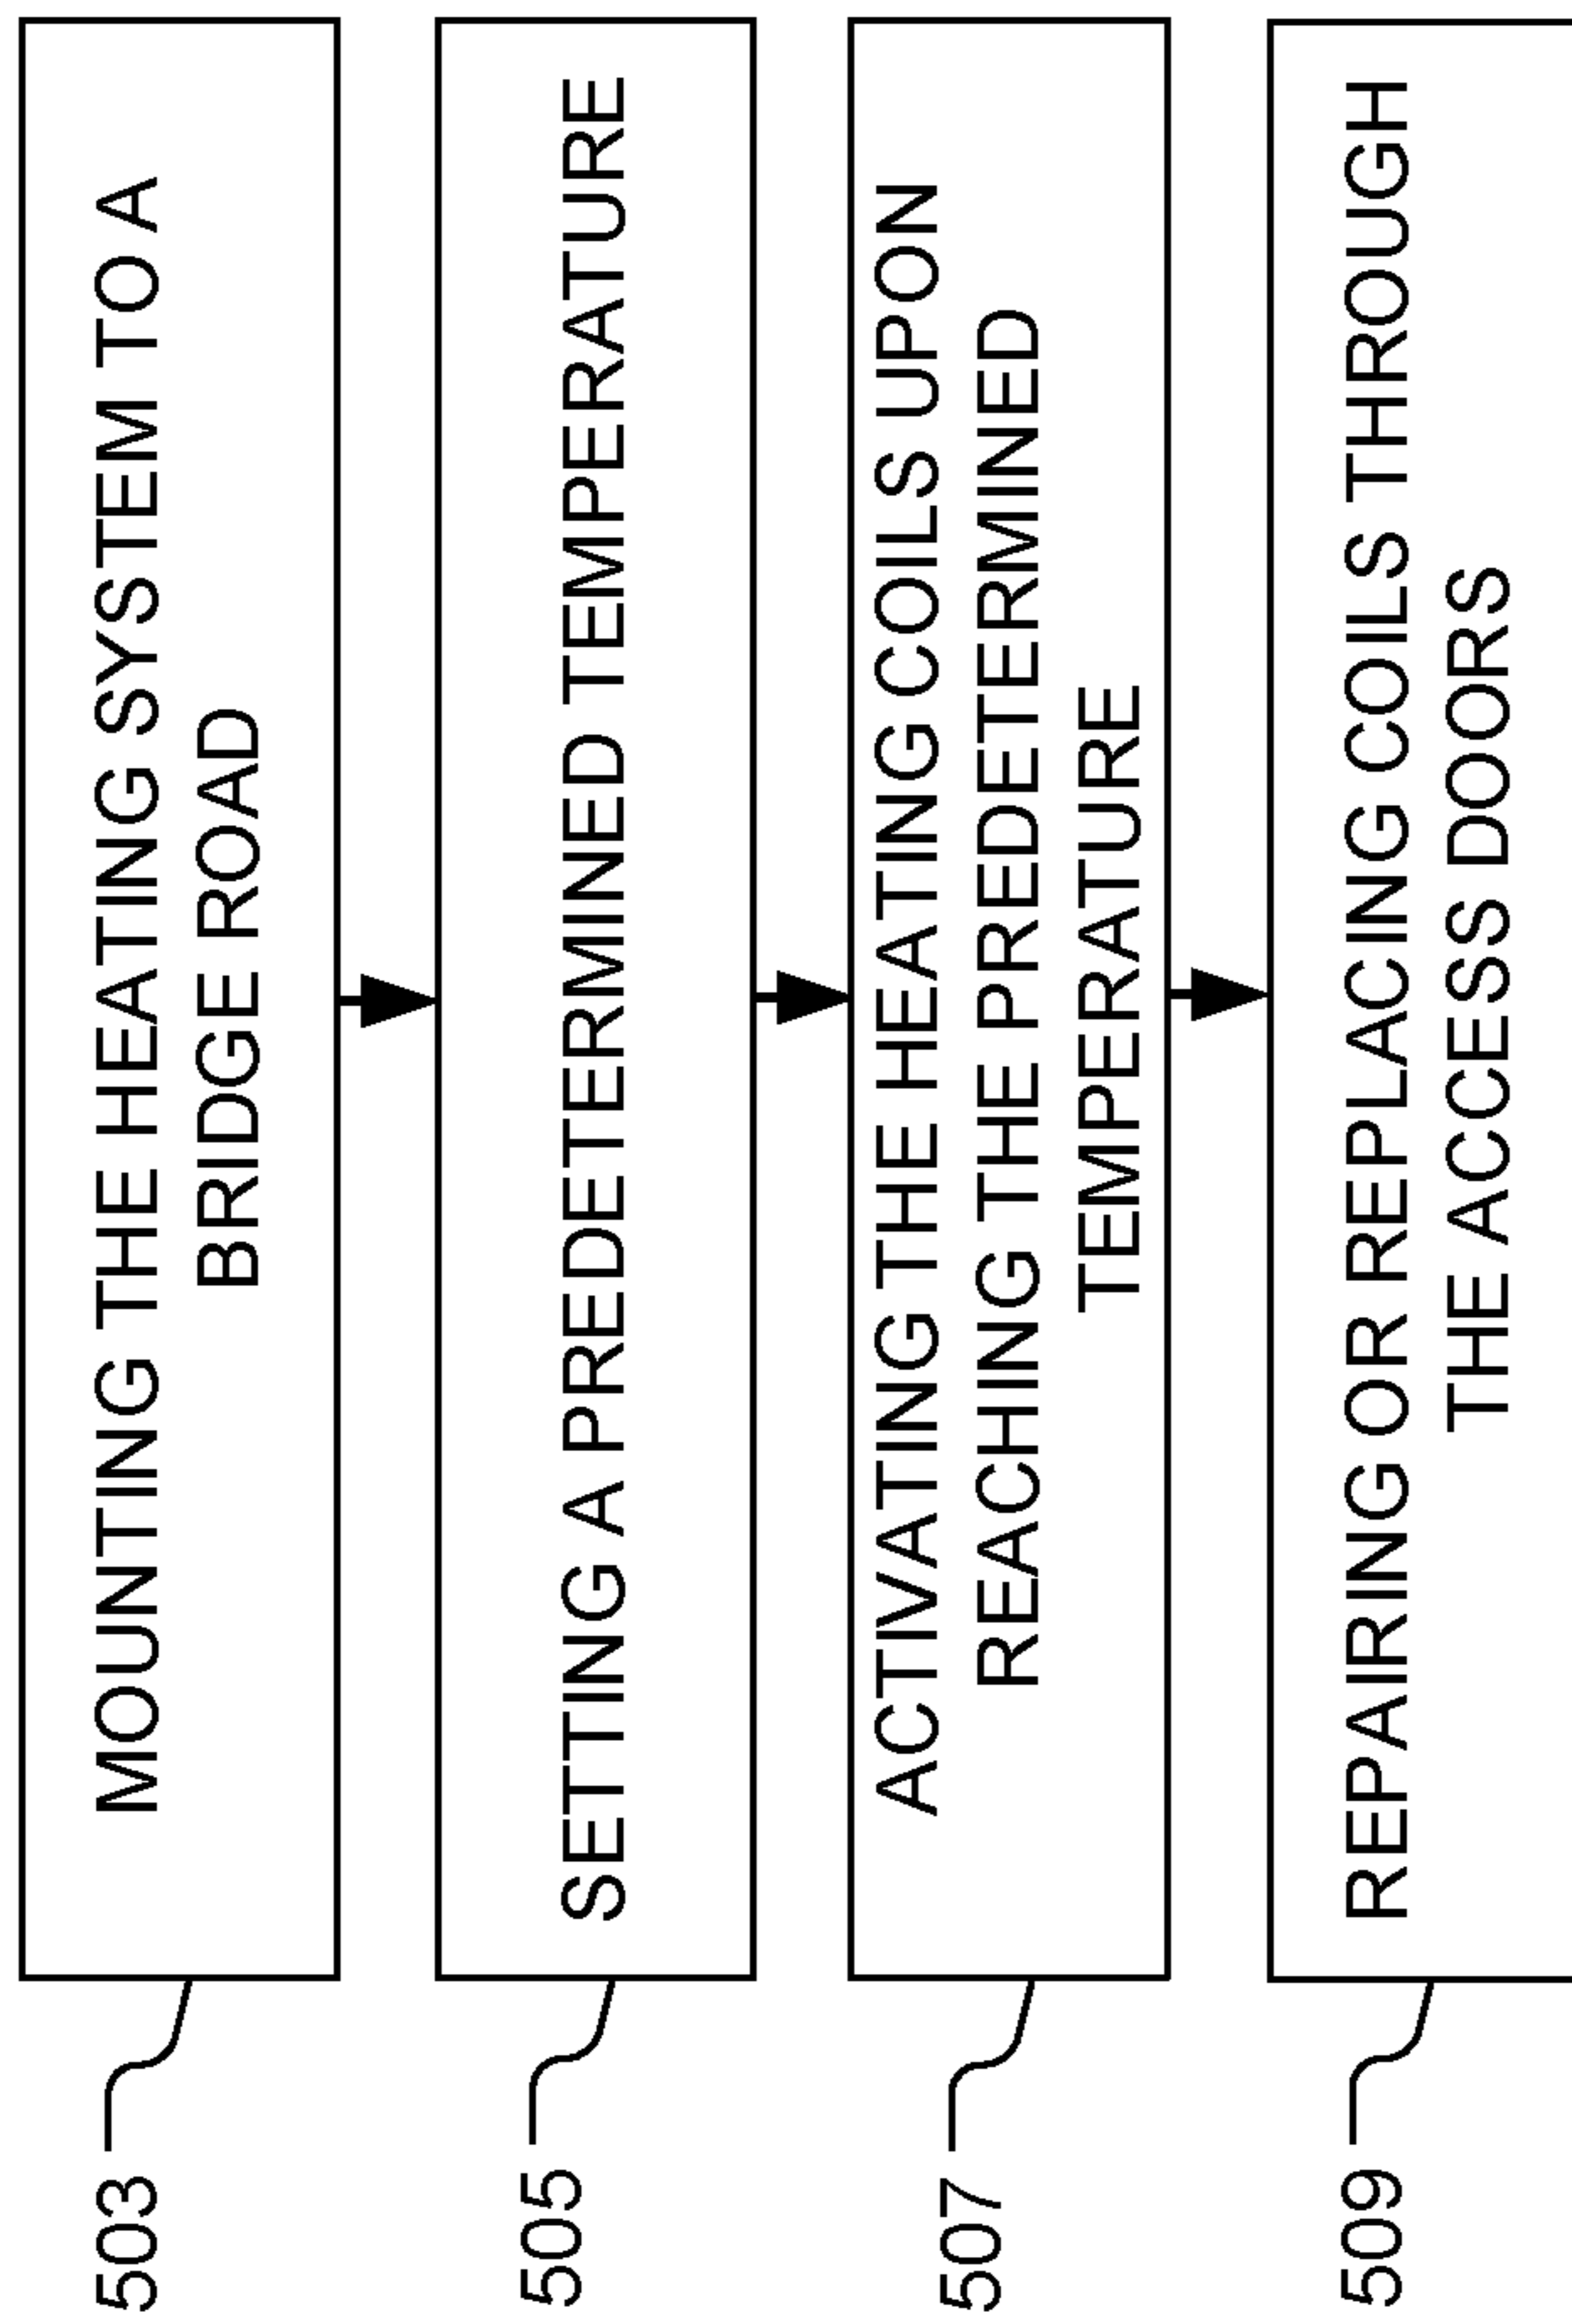 503
MOUNTING THE HEATING SYSTEM TO A
BRIDGE ROAD
505
SETTING A PREDETERMINED TEMPERATURE
507
ACTIVATING THE HEATING COILS UPON
REACHING THE PREDETERMINED
TEMPERATURE
509
REPAIRING OR REPLACING COILS THROUGH
THE ACCESS DOORS